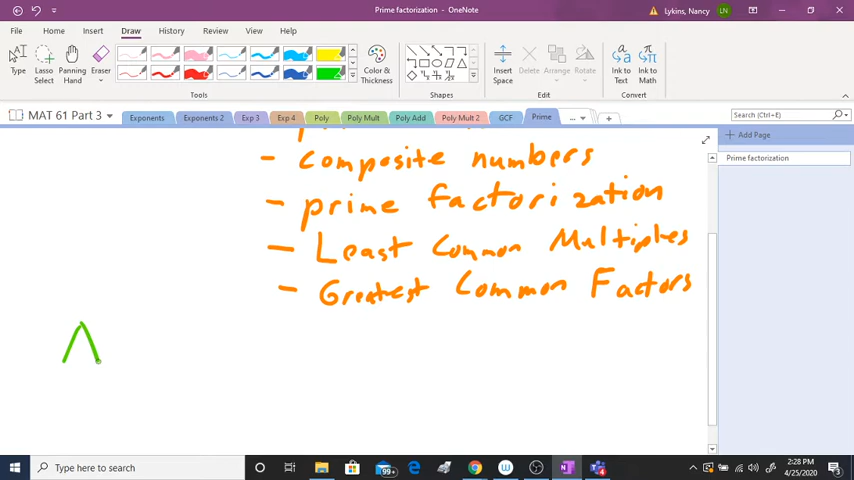 Prime factorization - OneNote
Lykins, Nancy
LN
File Home Insert Draw History Review View Help
Type
Lasso Select
Panning Hand
Eraser
Color & Thickness
Insert Space
Delete
Arrange
Rotate
Ink to Text
Ink to Math
Tools
Shapes
Edit
Convert
MAT 61 Part 3
Exponents Exponents 2 Exp 3 Exp 4 Poly Poly Mult Poly Add Poly Mult 2 GCF Prime ...
Search (Ctrl+E)
Add Page
Prime factorization
- composite numbers
- prime factorization
- Least Common Multiples
- Greatest Common Factors
Type here to search
99+
2:28 PM
4/25/2020
3